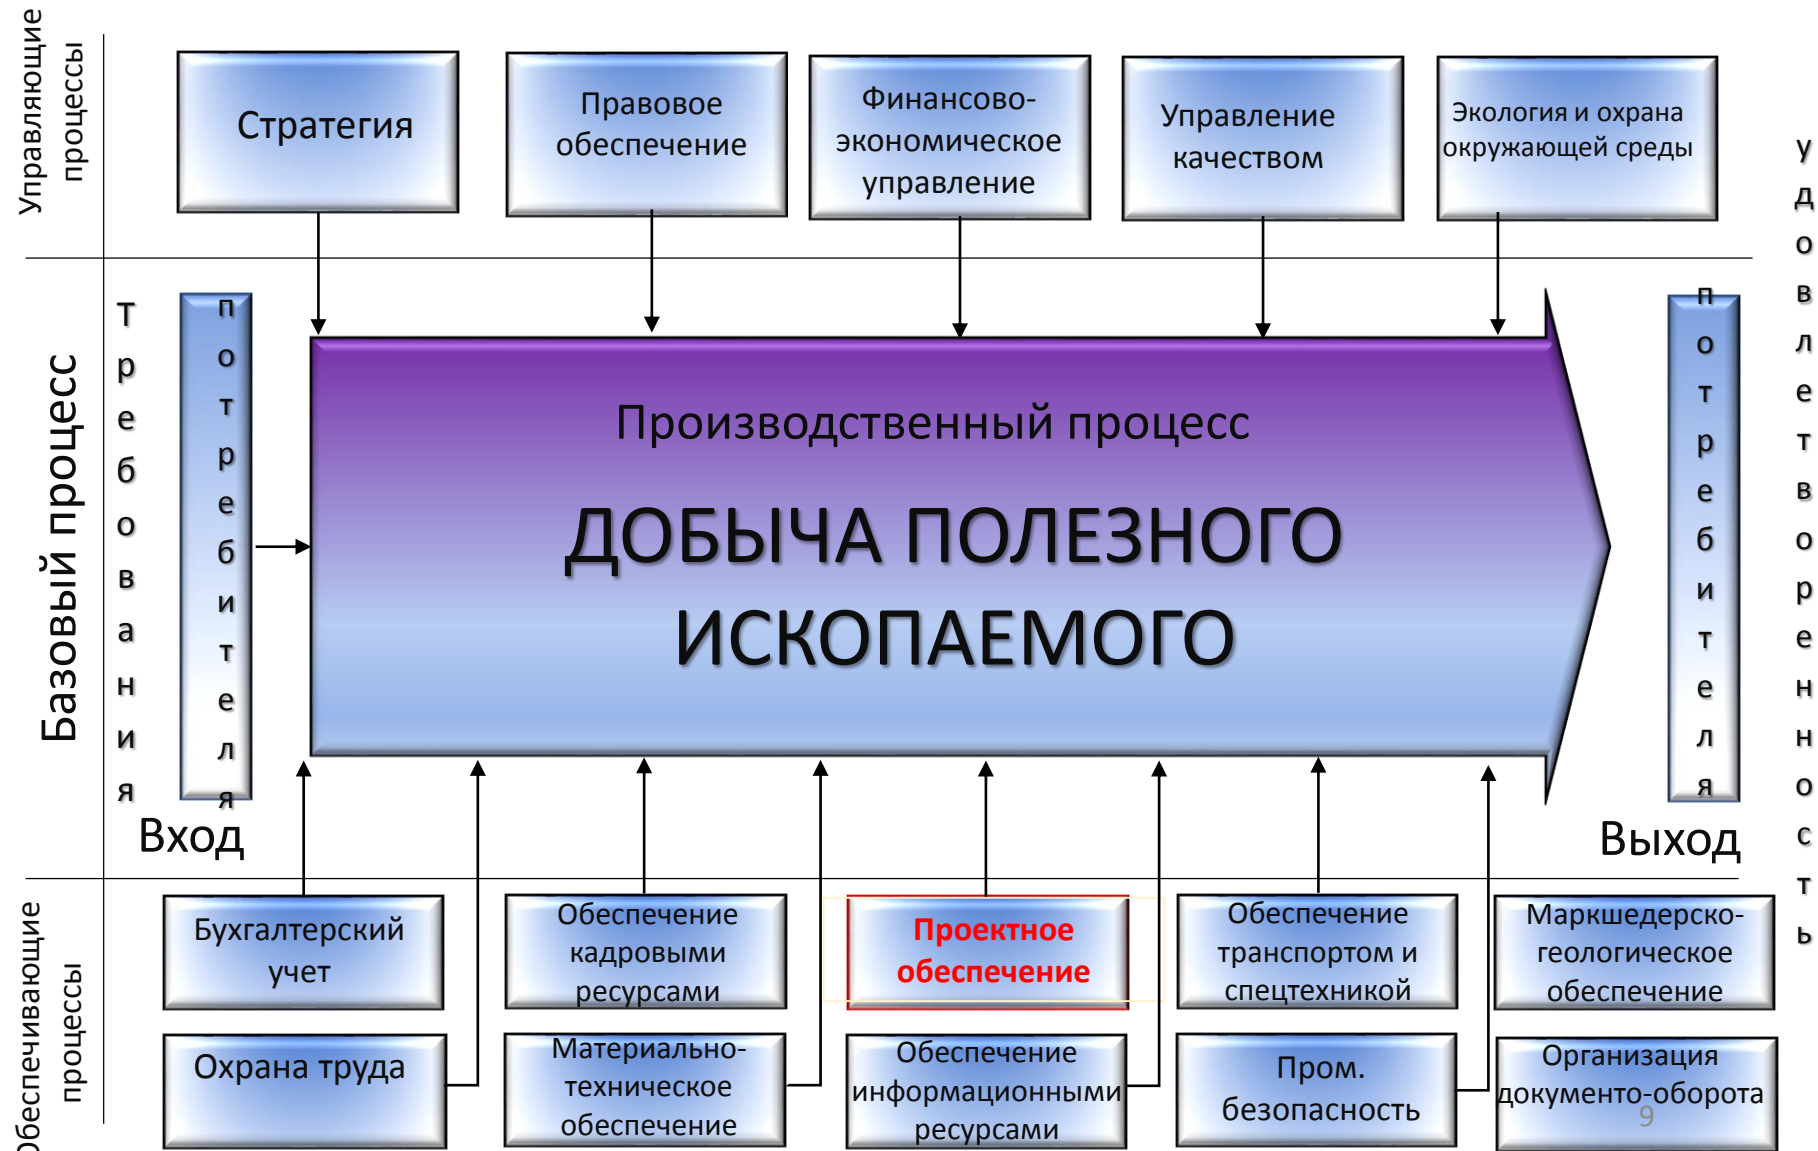 Управляющие
процессы
Стратегия
Правовое
обеспечение
Финансово-
экономическое
управление
Управление
качеством
Экология и охрана
окружающей среды
Базовый процесс
Требования
потребителя
Вход
Производственный процесс
ДОБЫЧА ПОЛЕЗНОГО
ИСКОПАЕМОГО
потребителя
Выход
удовлетворенность
Обеспечивающие
процессы
Бухгалтерский
учет
Обеспечение
кадровыми
ресурсами
Проектное
обеспечение
Обеспечение
транспортом и
спецтехникой
Маркшедерско-
геологическое
обеспечение
Охрана труда
Материально-
техническое
обеспечение
Обеспечение
информационными
ресурсами
Пром.
безопасность
Организация
документо-оборота
9